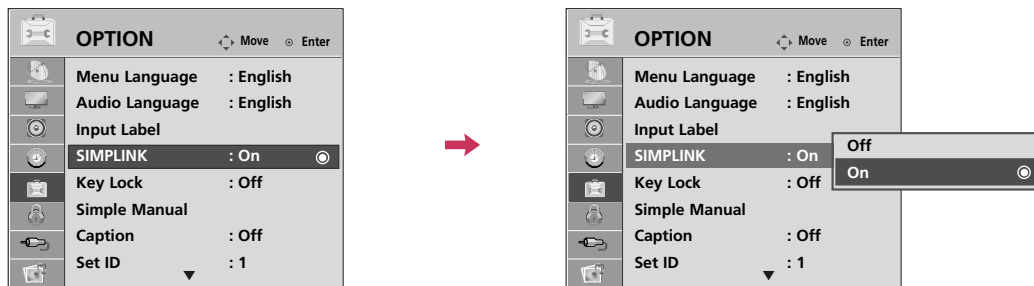 OPTION Move Enter
Menu Language : English
Audio Language : English
Input Label
SIMPLINK : On
Key Lock : Off
Simple Manual
Caption : Off
Set ID : 1
OPTION Move Enter
Menu Language : English
Audio Language : English
Input Label
SIMPLINK : On
Key Lock : Off
Simple Manual
Caption : Off
Set ID : 1
Off
On